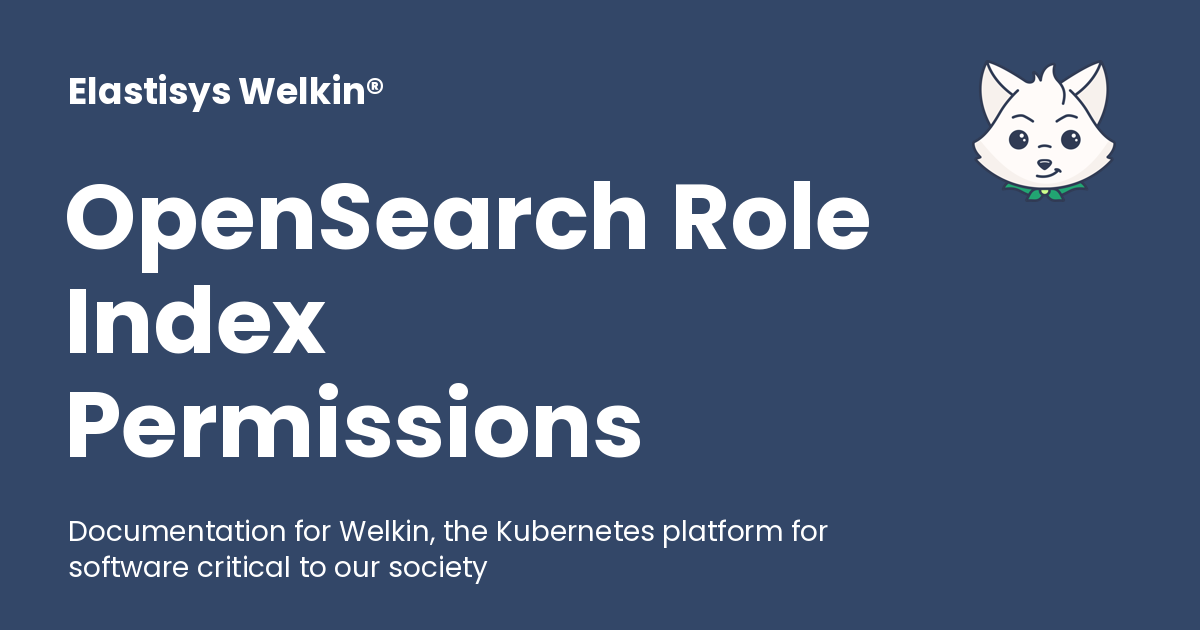 Elastisys Welkin®
OpenSearch Role
Index
Permissions
Documentation for Welkin, the Kubernetes platform for
software critical to our society